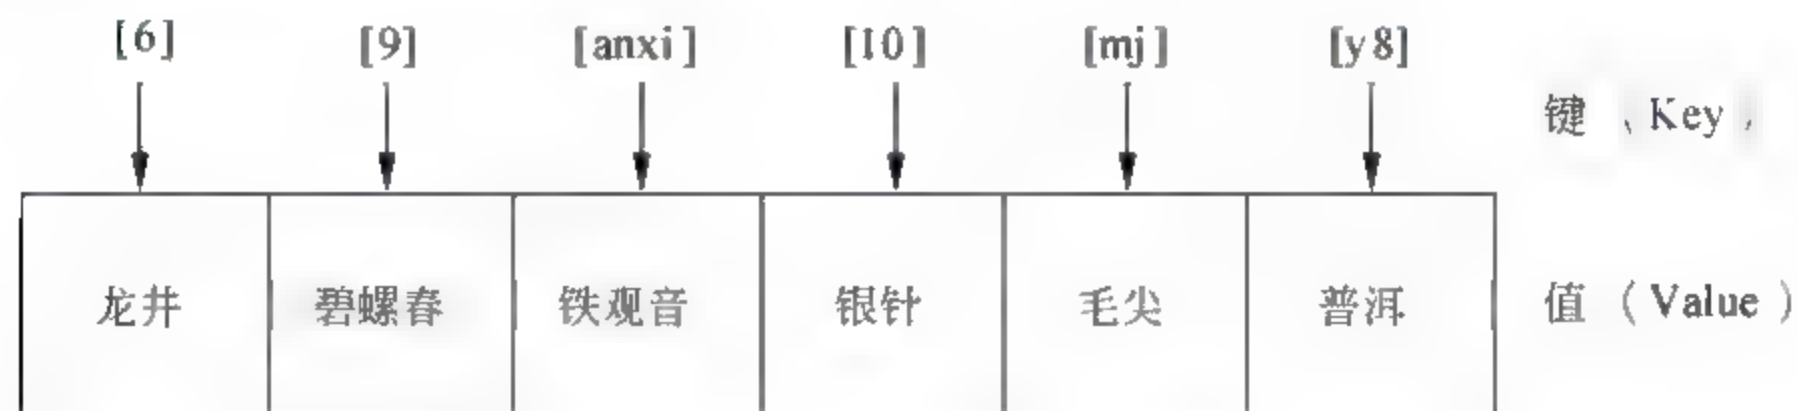 [6] [9] [anxi] [10] [mj] [y8]
键（Key）
龙井 碧螺春 铁观音 银针 毛尖 普洱 值（Value）